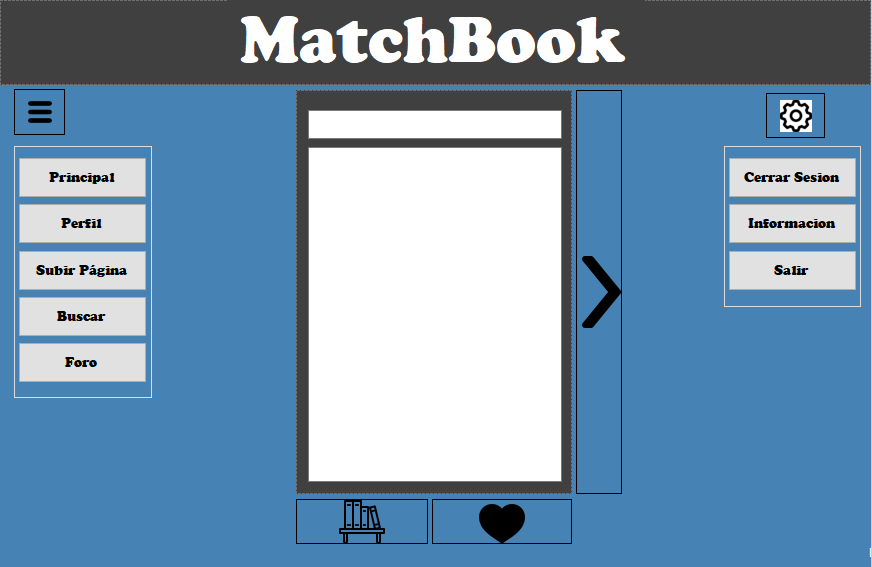 MatchBook
Principal
Perfil
Subir Página
Buscar
Foro
Cerrar Sesion
Informacion
Salir